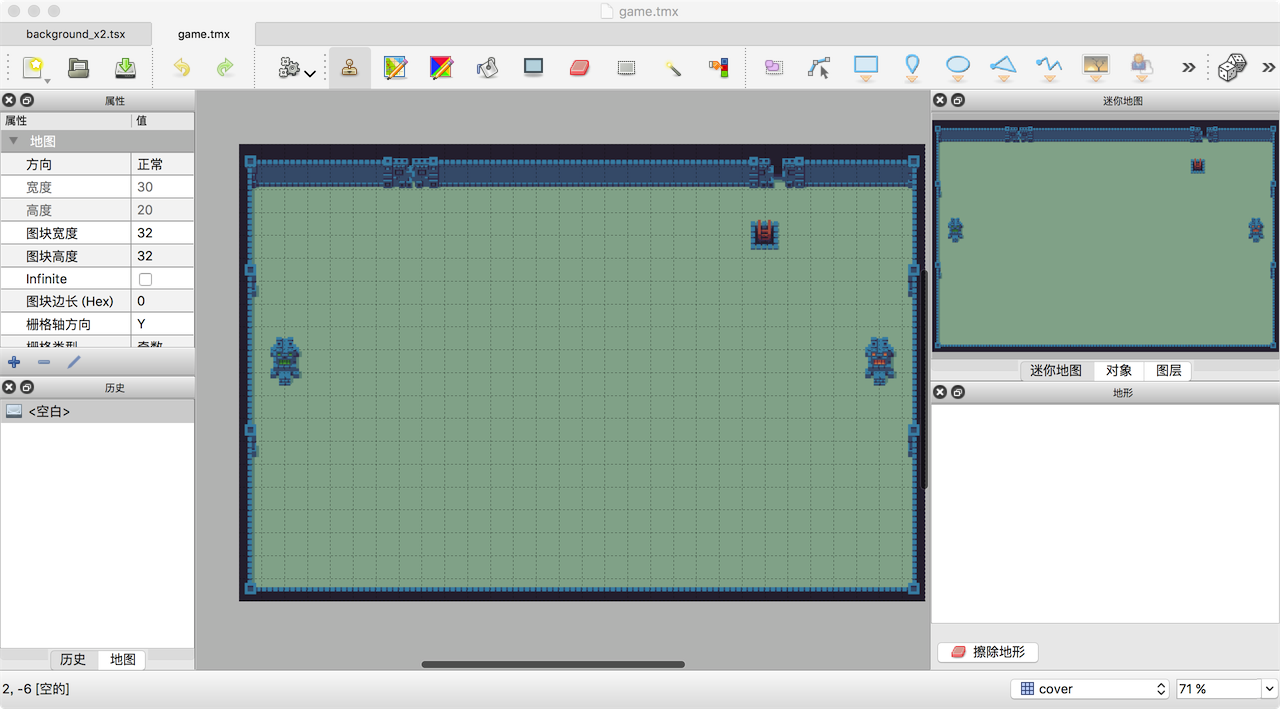 game.tmx
background_x2.tsx
game.tmx
属性
属性 值
地图
方向 正常
宽度 30
高度 20
图块宽度 32
图块高度 32
Infinite
图块边长 (Hex) 0
栅格轴方向 Y
栅格类型 奇数
历史
<空白>
历史 地图
迷你地图
迷你地图 对象 图层
地形
擦除地形
2, -6 [空的]
cover
71 %